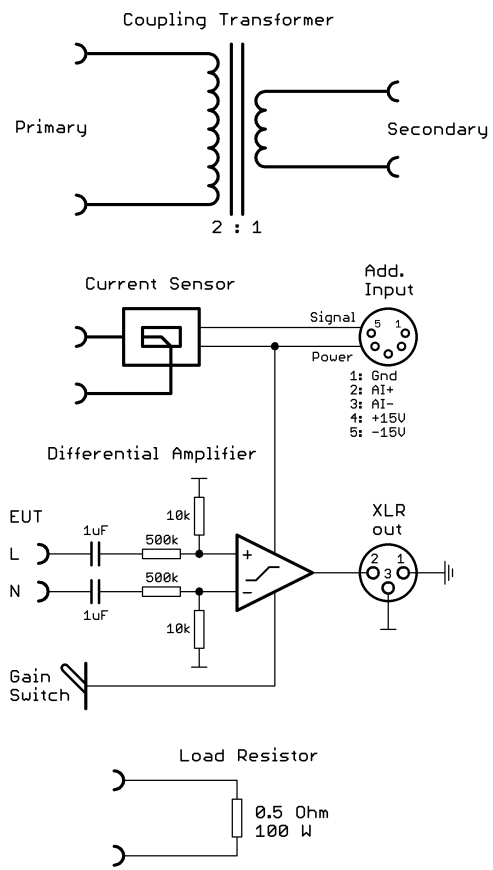 Coupling Transformer
Primary
Secondary
2 : 1
Current Sensor
Add.
Input
Signal
5 1
Power
1: Gnd
2: AI+
3: AI-
4: +15V
5: -15V
Differential Amplifier
EUT
10k
XLR
out
1uF
500k
L
+
2 1
3
500k
N
-
1uF
10k
Gain
Switch
Load Resistor
0.5 Ohm
100 W